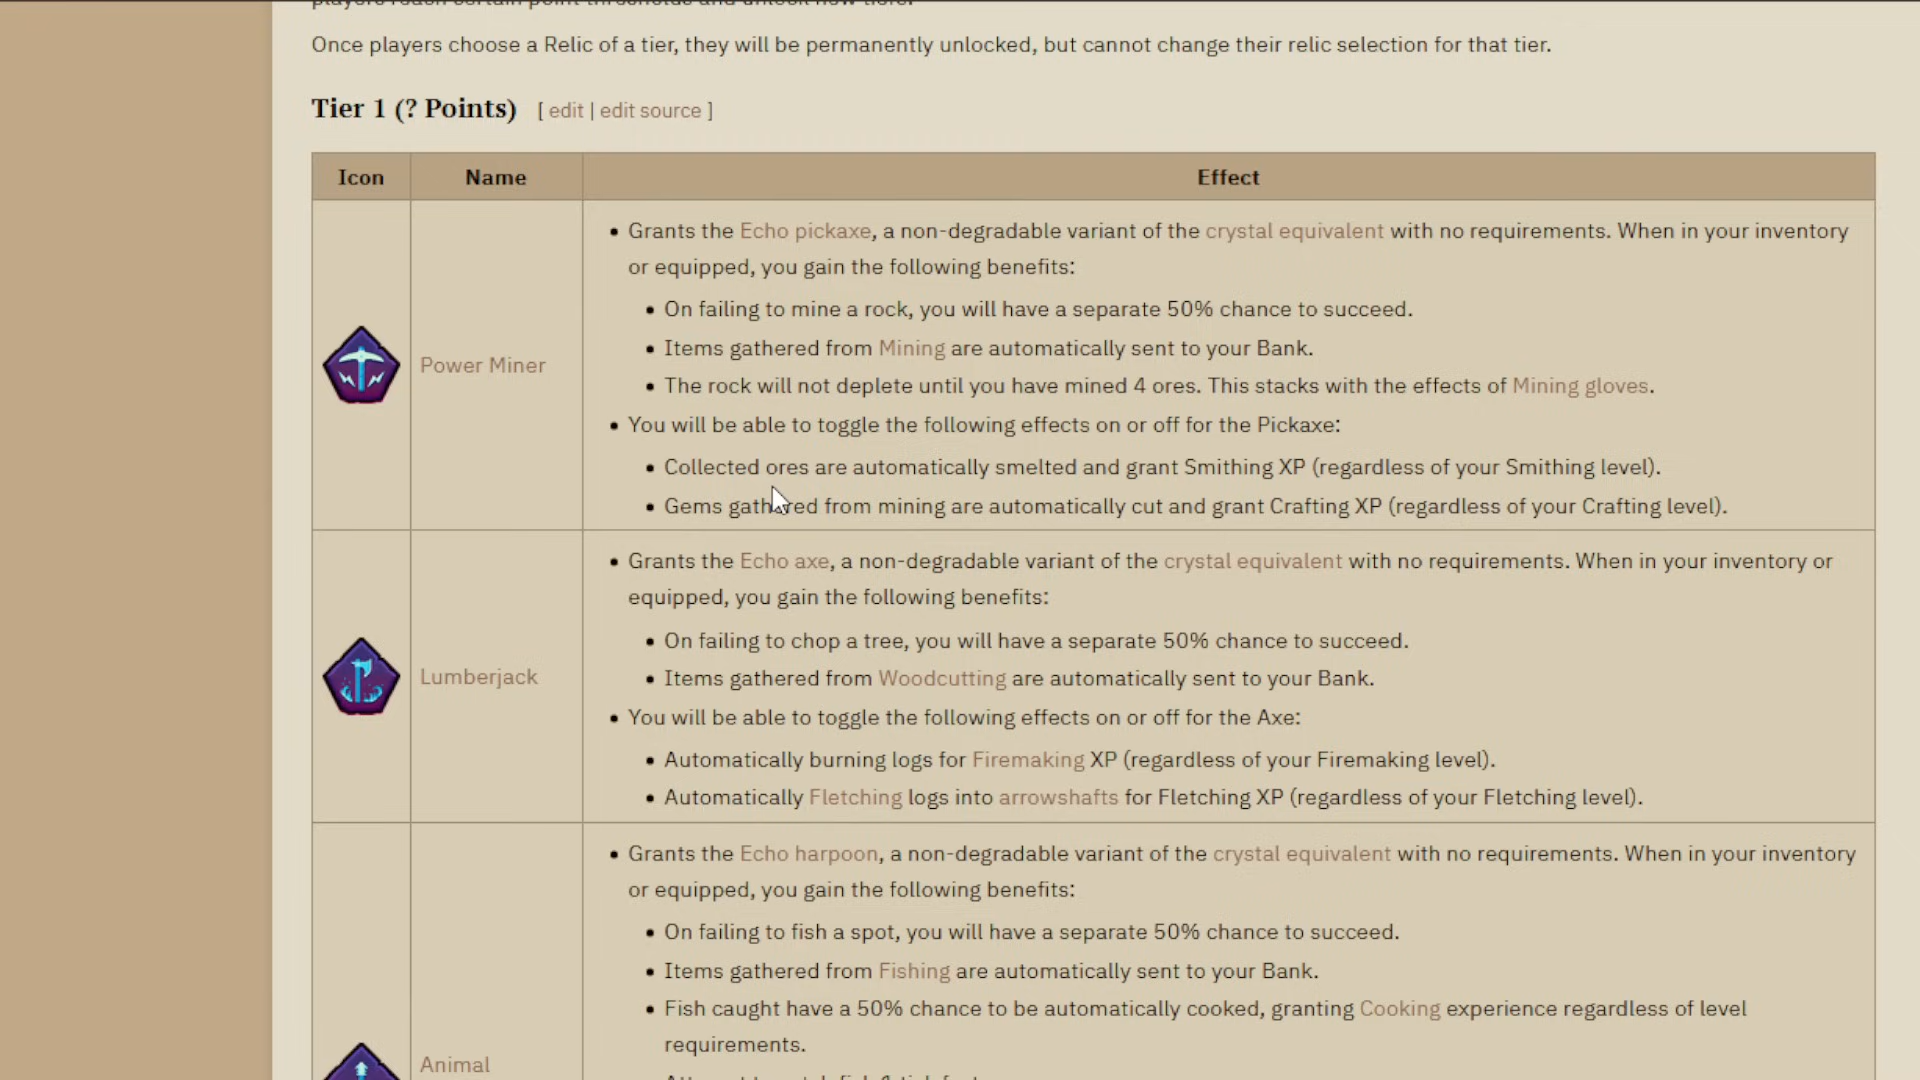 Once players choose a Relic of a tier, they will be permanently unlocked, but cannot change their relic selection for that tier.
Tier 1 (? Points) [ edit | edit source ]
Icon Name Effect
Power Miner
• Grants the Echo pickaxe, a non-degradable variant of the crystal equivalent with no requirements. When in your inventory
or equipped, you gain the following benefits:
• On failing to mine a rock, you will have a separate 50% chance to succeed.
• Items gathered from Mining are automatically sent to your Bank.
• The rock will not deplete until you have mined 4 ores. This stacks with the effects of Mining gloves.
• You will be able to toggle the following effects on or off for the Pickaxe:
• Collected ores are automatically smelted and grant Smithing XP (regardless of your Smithing level).
• Gems gathered from mining are automatically cut and grant Crafting XP (regardless of your Crafting level).
Lumberjack
• Grants the Echo axe, a non-degradable variant of the crystal equivalent with no requirements. When in your inventory or
equipped, you gain the following benefits:
• On failing to chop a tree, you will have a separate 50% chance to succeed.
• Items gathered from Woodcutting are automatically sent to your Bank.
• You will be able to toggle the following effects on or off for the Axe:
• Automatically burning logs for Firemaking XP (regardless of your Firemaking level).
• Automatically Fletching logs into arrowshafts for Fletching XP (regardless of your Fletching level).
Animal
• Grants the Echo harpoon, a non-degradable variant of the crystal equivalent with no requirements. When in your inventory
or equipped, you gain the following benefits:
• On failing to fish a spot, you will have a separate 50% chance to succeed.
• Items gathered from Fishing are automatically sent to your Bank.
• Fish caught have a 50% chance to be automatically cooked, granting Cooking experience regardless of level
requirements.